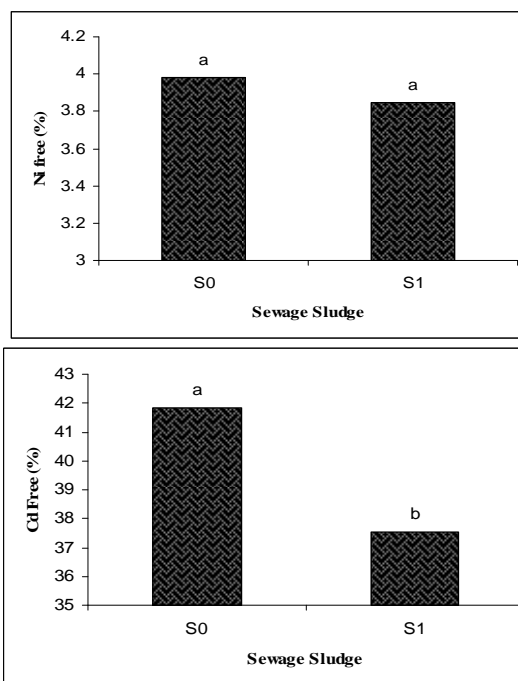 4.2
4
3.8
3.6
3.4
3.2
3
Ni free (%)
a
a
S0
S1
Sewage Sludge
43
42
41
40
39
38
37
36
35
Cd Free (%)
a
b
S0
S1
Sewage Sludge